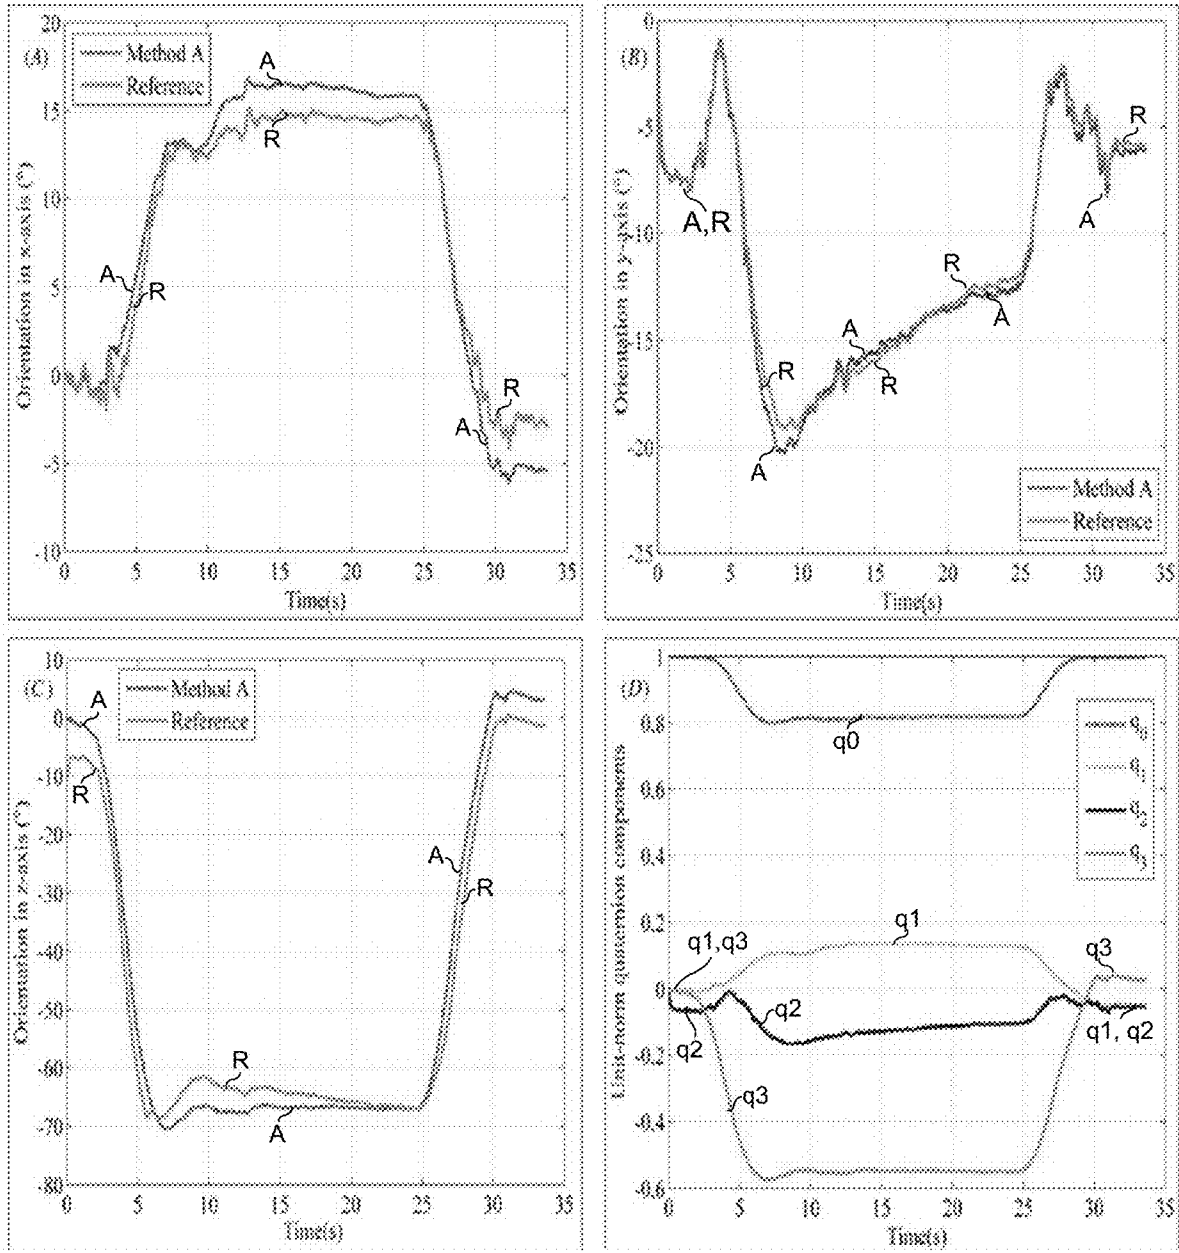 (A)
Method A
Reference
A
R
A
R
R
A
20
15
10
5
0
-5
-10
0 5 10 15 20 25 30 35
Orientation in x-axis (°)
Time(s)
(B)
A,R
R
A
A
R
R
A
R
A
Method A
Reference
0
-5
-10
-15
-20
-25
0 5 10 15 20 25 30 35
Orientation in y-axis (°)
Time(s)
(C)
Method A
Reference
A
R
R
A
A
R
10
0
-10
-20
-30
-40
-50
-60
-70
-80
0 5 10 15 20 25 30 35
Orientation in z-axis (°)
Time(s)
(D)
q0
q1
q2
q3
q0
q1
q1,q3
q2
q2
q3
q3
q1, q2
1
0.8
0.6
0.4
0.2
0
-0.2
-0.4
-0.6
0 5 10 15 20 25 30 35
Unit-norm quaternion components
Time(s)